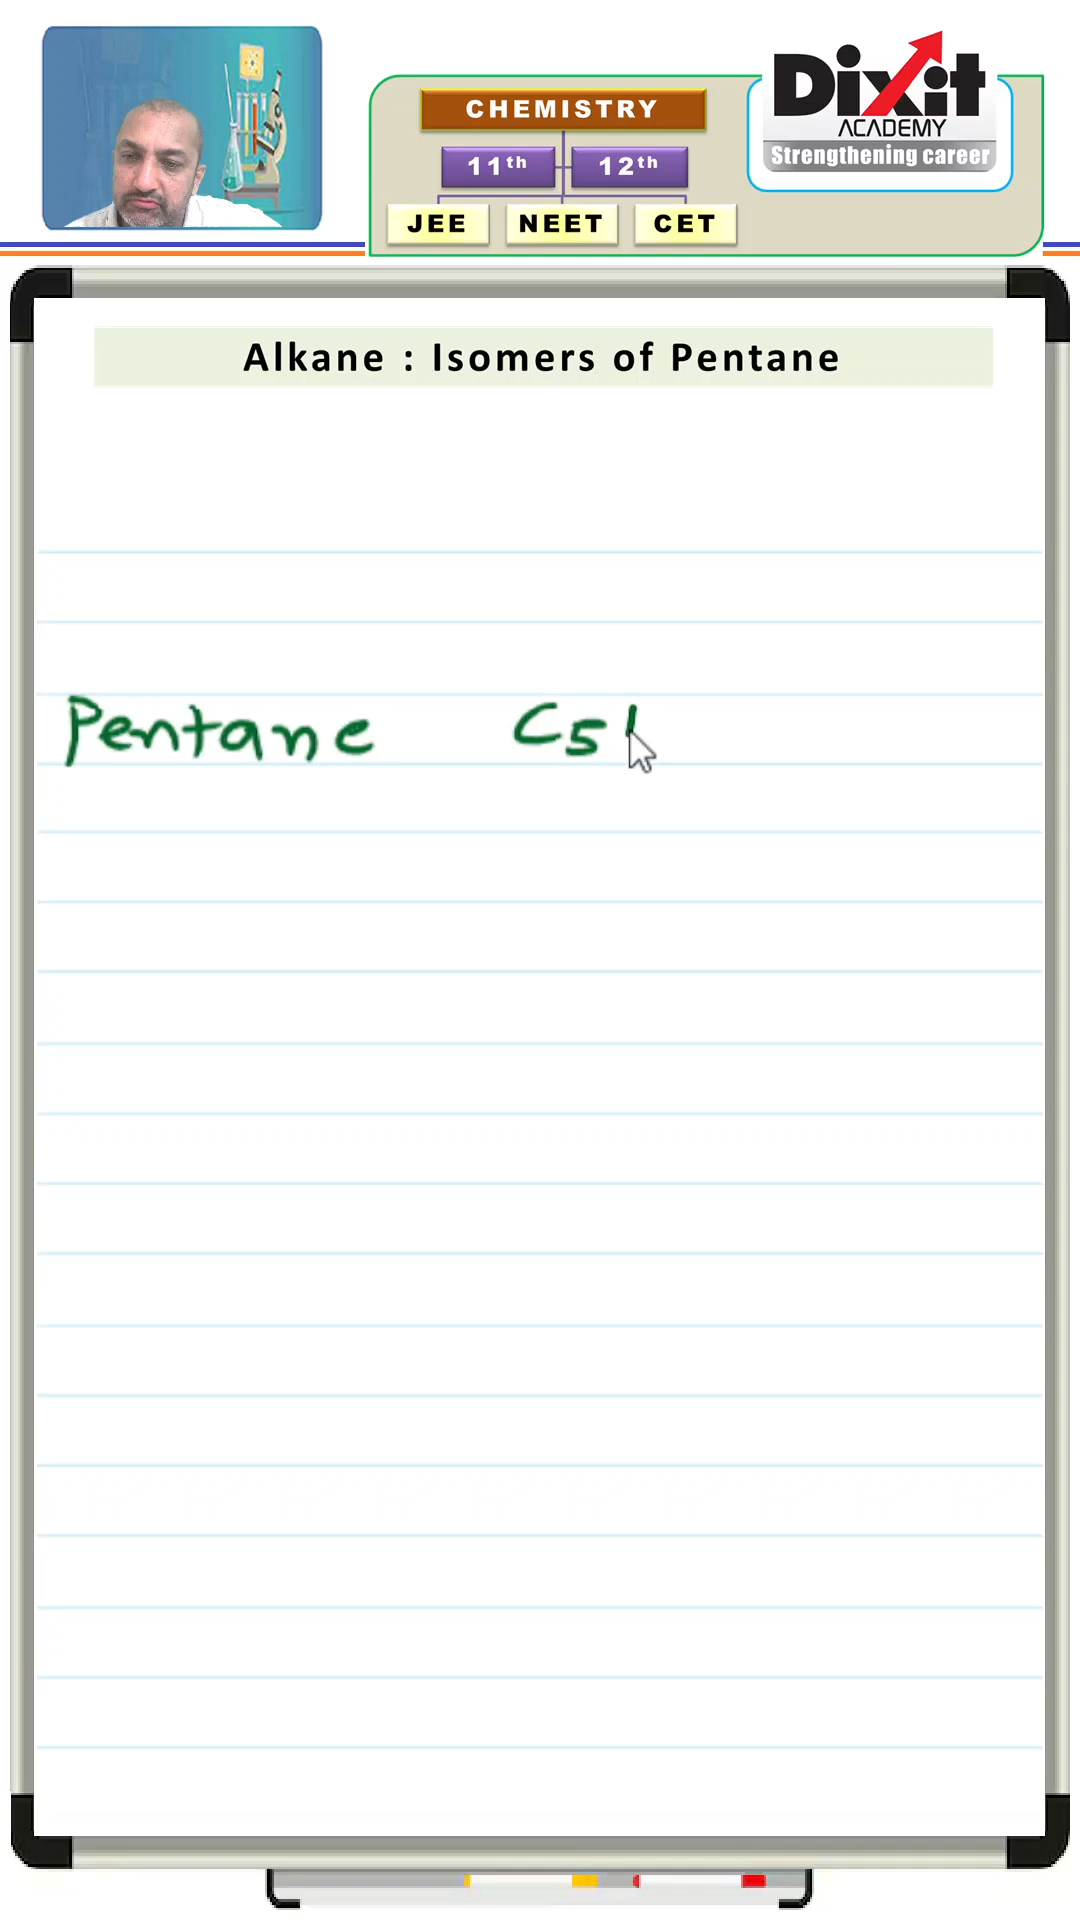 Dixit
ACADEMY
Strengthening career
CHEMISTRY
11th 12th
JEE NEET CET
Alkane : Isomers of Pentane
Pentane C5